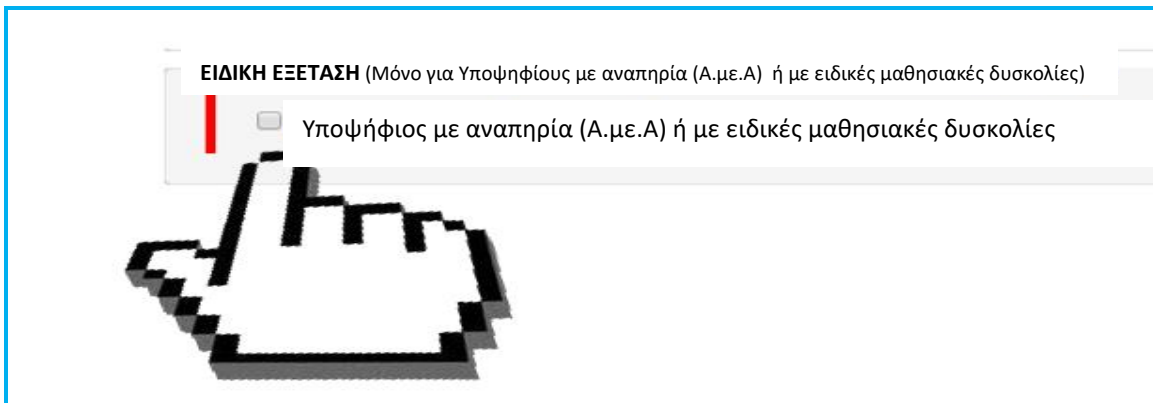 ΕΙΔΙΚΗ ΕΞΕΤΑΣΗ (Μόνο για Υποψηφίους με αναπηρία (Α.με.Α) ή με ειδικές μαθησιακές δυσκολίες)
Υποψήφιος με αναπηρία (Α.με.Α) ή με ειδικές μαθησιακές δυσκολίες